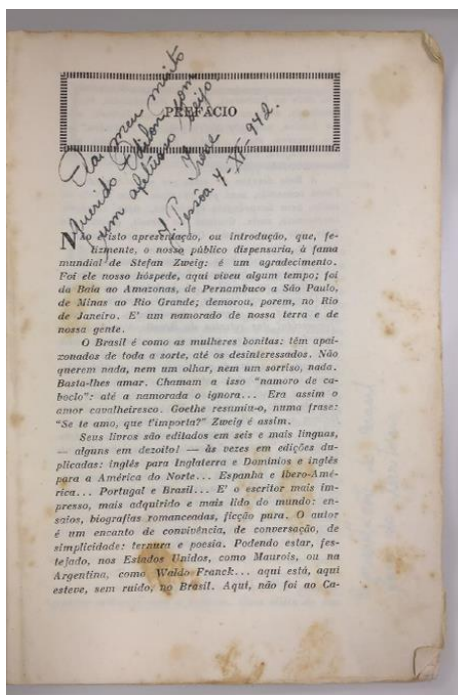 meu muito
Querido Edilon, com
um afetuoso beijo.
Ivone
J. Pessôa 7-XI-942.
PREFÁCIO
NÃO é isto apresentação, ou introdução, que, fe-
lizmente, o nosso público dispensaria, à fama
mundial de Stefan Zweig: é um agradecimento.
Foi ele nosso hóspede, aqui viveu algum tempo; foi
da Baía ao Amazonas, de Pernambuco a São Paulo,
de Minas ao Rio Grande; demorou, porem, no Rio
de Janeiro. E' um namorado de nossa terra e de
nossa gente.
O Brasil é como as mulheres bonitas: têm apai-
xonados de toda a sorte, até os desinteressados. Não
querem nada, nem um olhar, nem um sorriso, nada.
Basta-lhes amar. Chamam a isso "namoro de ca-
boclo": até a namorada o ignora... Era assim o
amor cavalheiresco. Goethe resumiu-o, numa frase:
"Se te amo, que t'importa?" Zweig é assim.
Seus livros são editados em seis e mais linguas,
— alguns em dezoito! — às vezes em edições du-
plicadas: inglês para Inglaterra e Domínios e inglês
para a América do Norte... Espanha e Ibero-Amé-
rica... Portugal e Brasil... E' o escritor mais im-
presso, mais adquirido e mais lido do mundo: en-
saios, biografias romanceadas, ficção pura. O autor
é um encanto de convivência, de conversação, de
simplicidade: ternura e poesia. Podendo estar, fes-
tejado, nos Estados Unidos, como Maurois, ou na
Argentina, como Waldo Franck... aqui está, aqui
esteve, sem ruído, no Brasil. Aqui, não foi ao Ca-